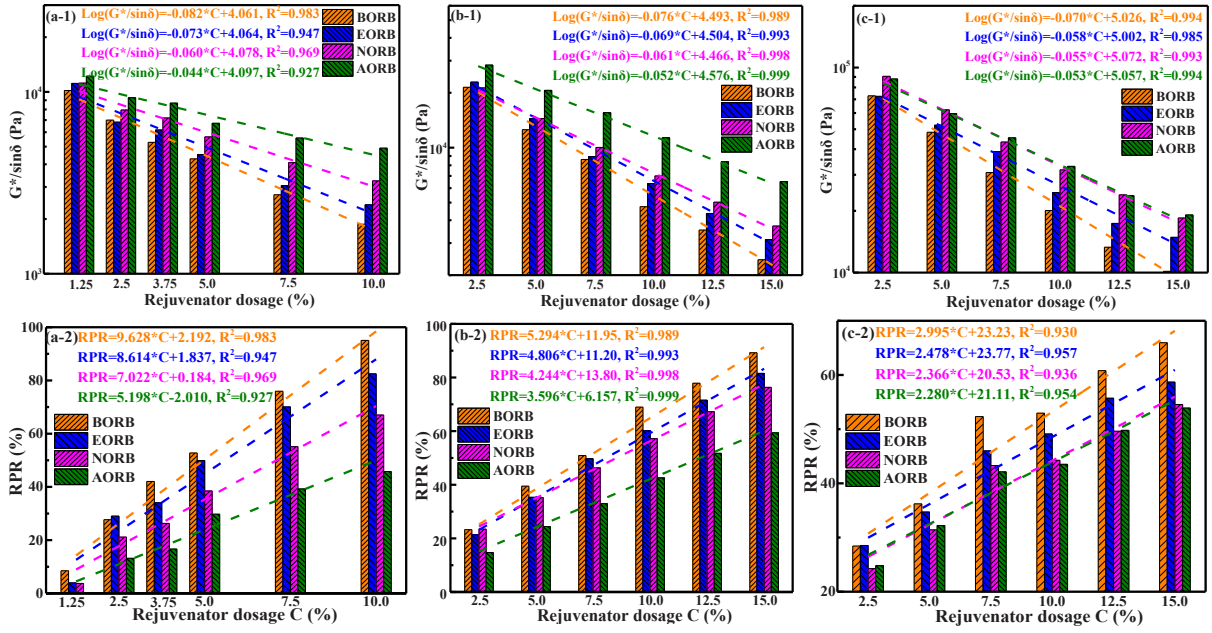 (a-1)
Log(G*/sinδ)=-0.082*C+4.061, R²=0.983
Log(G*/sinδ)=-0.073*C+4.064, R²=0.947
Log(G*/sinδ)=-0.060*C+4.078, R²=0.969
Log(G*/sinδ)=-0.044*C+4.097, R²=0.927
BORB
EORB
NORB
AORB
10⁴
10³
G*/sinδ (Pa)
1.25 2.5 3.75 5.0 7.5 10.0
Rejuvenator dosage (%)
(b-1)
Log(G*/sinδ)=-0.076*C+4.493, R²=0.989
Log(G*/sinδ)=-0.069*C+4.504, R²=0.993
Log(G*/sinδ)=-0.061*C+4.466, R²=0.998
Log(G*/sinδ)=-0.052*C+4.576, R²=0.999
BORB
EORB
NORB
AORB
10⁴
G*/sinδ (Pa)
2.5 5.0 7.5 10.0 12.5 15.0
Rejuvenator dosage (%)
(c-1)
Log(G*/sinδ)=-0.070*C+5.026, R²=0.994
Log(G*/sinδ)=-0.058*C+5.002, R²=0.985
Log(G*/sinδ)=-0.055*C+5.072, R²=0.993
Log(G*/sinδ)=-0.053*C+5.057, R²=0.994
BORB
EORB
NORB
AORB
10⁵
10⁴
G*/sinδ (Pa)
2.5 5.0 7.5 10.0 12.5 15.0
Rejuvenator dosage (%)
(a-2)
RPR=9.628*C+2.192, R²=0.983
RPR=8.614*C+1.837, R²=0.947
RPR=7.022*C+0.184, R²=0.969
RPR=5.198*C-2.010, R²=0.927
BORB
EORB
NORB
AORB
100
80
60
40
20
0
RPR (%)
1.25 2.5 3.75 5.0 7.5 10.0
Rejuvenator dosage C (%)
(b-2)
RPR=5.294*C+11.95, R²=0.989
RPR=4.806*C+11.20, R²=0.993
RPR=4.244*C+13.80, R²=0.998
RPR=3.596*C+6.157, R²=0.999
BORB
EORB
NORB
AORB
100
80
60
40
20
0
RPR (%)
2.5 5.0 7.5 10.0 12.5 15.0
Rejuvenator dosage C (%)
(c-2)
RPR=2.995*C+23.23, R²=0.930
RPR=2.478*C+23.77, R²=0.957
RPR=2.366*C+20.53, R²=0.936
RPR=2.280*C+21.11, R²=0.954
BORB
EORB
NORB
AORB
60
40
20
RPR (%)
2.5 5.0 7.5 10.0 12.5 15.0
Rejuvenator dosage C (%)